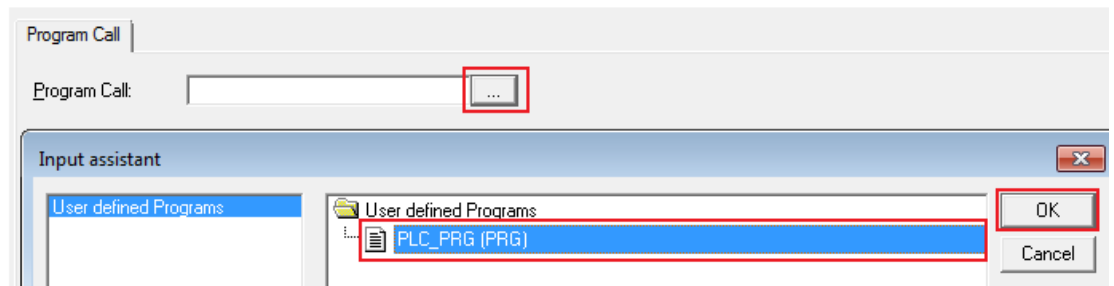 Program Call
Program Call:
...
Input assistant
User defined Programs
User defined Programs
OK
PLC_PRG (PRG)
Cancel